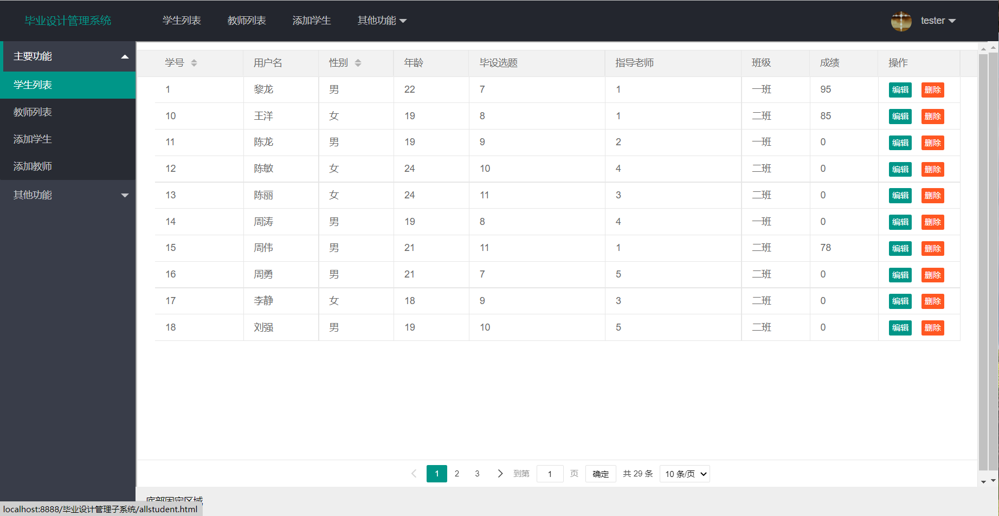 毕业设计管理系统 学生列表 教师列表 添加学生 其他功能 tester
主要功能
学生列表
教师列表
添加学生
添加教师
其他功能
学号 用户名 性别 年龄 毕设选题 指导老师 班级 成绩 操作
1 黎龙 男 22 7 1 一班 95 编辑 删除
10 王洋 女 19 8 1 二班 85 编辑 删除
11 陈龙 男 19 9 2 一班 0 编辑 删除
12 陈敏 女 24 10 4 二班 0 编辑 删除
13 陈丽 女 24 11 3 二班 0 编辑 删除
14 周涛 男 19 8 4 一班 0 编辑 删除
15 周伟 男 21 11 1 二班 78 编辑 删除
16 周勇 男 21 7 5 二班 0 编辑 删除
17 李静 女 18 9 3 二班 0 编辑 删除
18 刘强 男 19 10 5 二班 0 编辑 删除
1 2 3 到第 1 页 确定 共 29 条 10 条/页
底部固定区域
localhost:8888/毕业设计管理子系统/allstudent.html